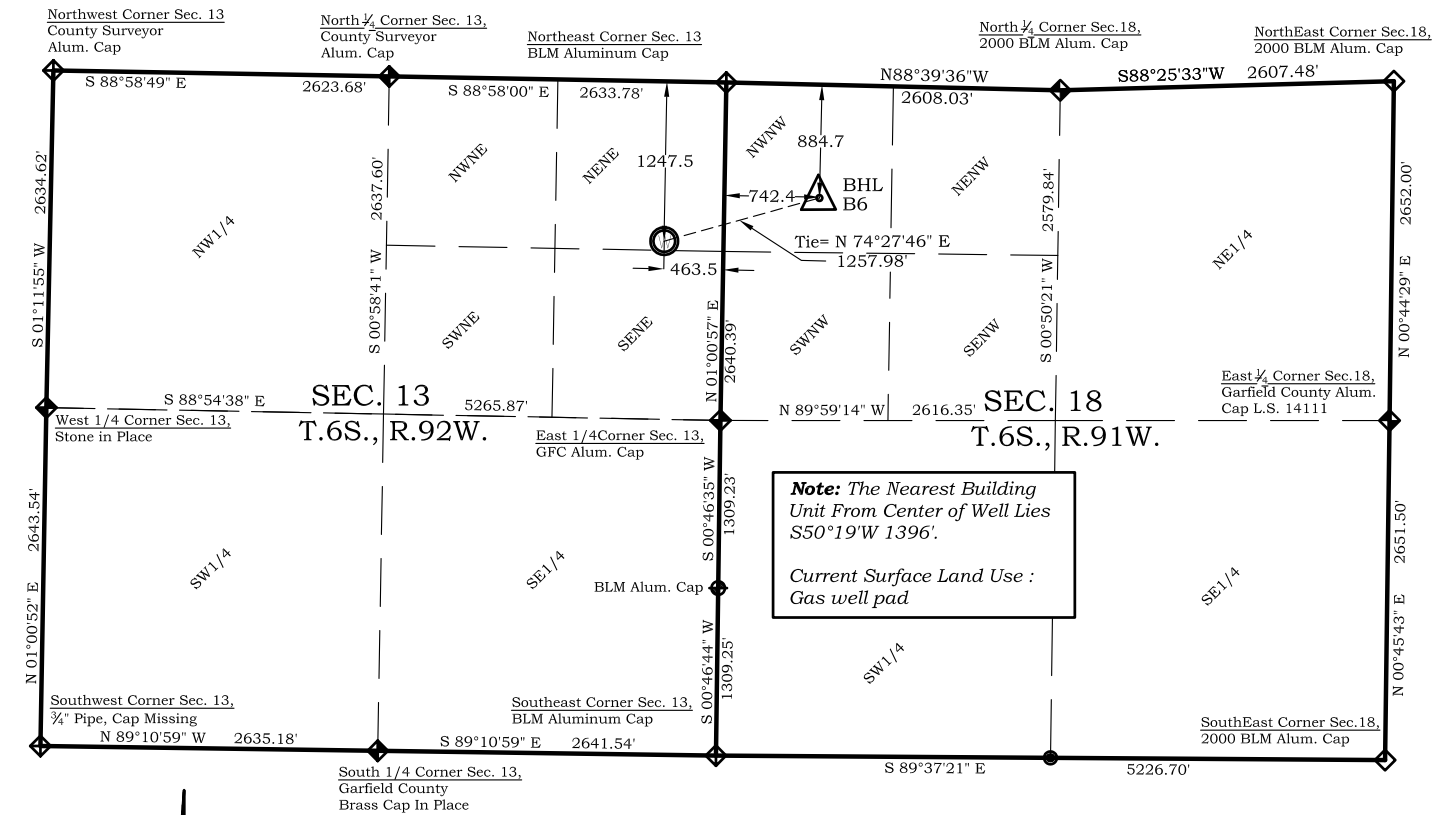 Northwest Corner Sec. 13
County Surveyor
Alum. Cap
North 1/4 Corner Sec. 13,
County Surveyor
Alum. Cap
Northeast Corner Sec. 13
BLM Aluminum Cap
North 1/4 Corner Sec.18,
2000 BLM Alum. Cap
NorthEast Corner Sec.18,
2000 BLM Alum. Cap
S 88°58'49" E
2623.68'
S 88°58'00" E
2633.78'
N88°39'36"W
2608.03'
S88°25'33"W
2607.48'
S 01°11'55" W
2634.62'
NW1/4
S 00°58'41" W
2637.60'
NWNE
NENE
1247.5
NWNW
884.7
742.4
BHL
B6
NENW
S 00°50'21" W
2579.84'
NE1/4
N 00°44'29" E
2652.00'
Tie= N 74°27'46" E
1257.98'
463.5
SWNE
SENE
N 01°00'57" E
2640.39'
SWNW
SENW
S 88°54'38" E
SEC. 13
5265.87'
T.6S., R.92W.
N 89°59'14" W
2616.35'
SEC. 18
T.6S., R.91W.
East 1/4 Corner Sec.18,
Garfield County Alum.
Cap L.S. 14111
West 1/4 Corner Sec. 13,
Stone in Place
East 1/4Corner Sec. 13,
GFC Alum. Cap
N 01°00'52" E
2643.54'
SW1/4
SE1/4
S 00°46'35" W
1309.23'
BLM Alum. Cap
S 00°46'44" W
1309.25'
Note: The Nearest Building
Unit From Center of Well Lies
S50°19'W 1396'.
Current Surface Land Use :
Gas well pad
SW1/4
SE1/4
N 00°45'43" E
2651.50'
Southwest Corner Sec. 13,
¾" Pipe, Cap Missing
N 89°10'59" W
2635.18'
Southeast Corner Sec. 13,
BLM Aluminum Cap
S 89°10'59" E
2641.54'
South 1/4 Corner Sec. 13,
Garfield County
Brass Cap In Place
SouthEast Corner Sec.18,
2000 BLM Alum. Cap
S 89°37'21" E
5226.70'